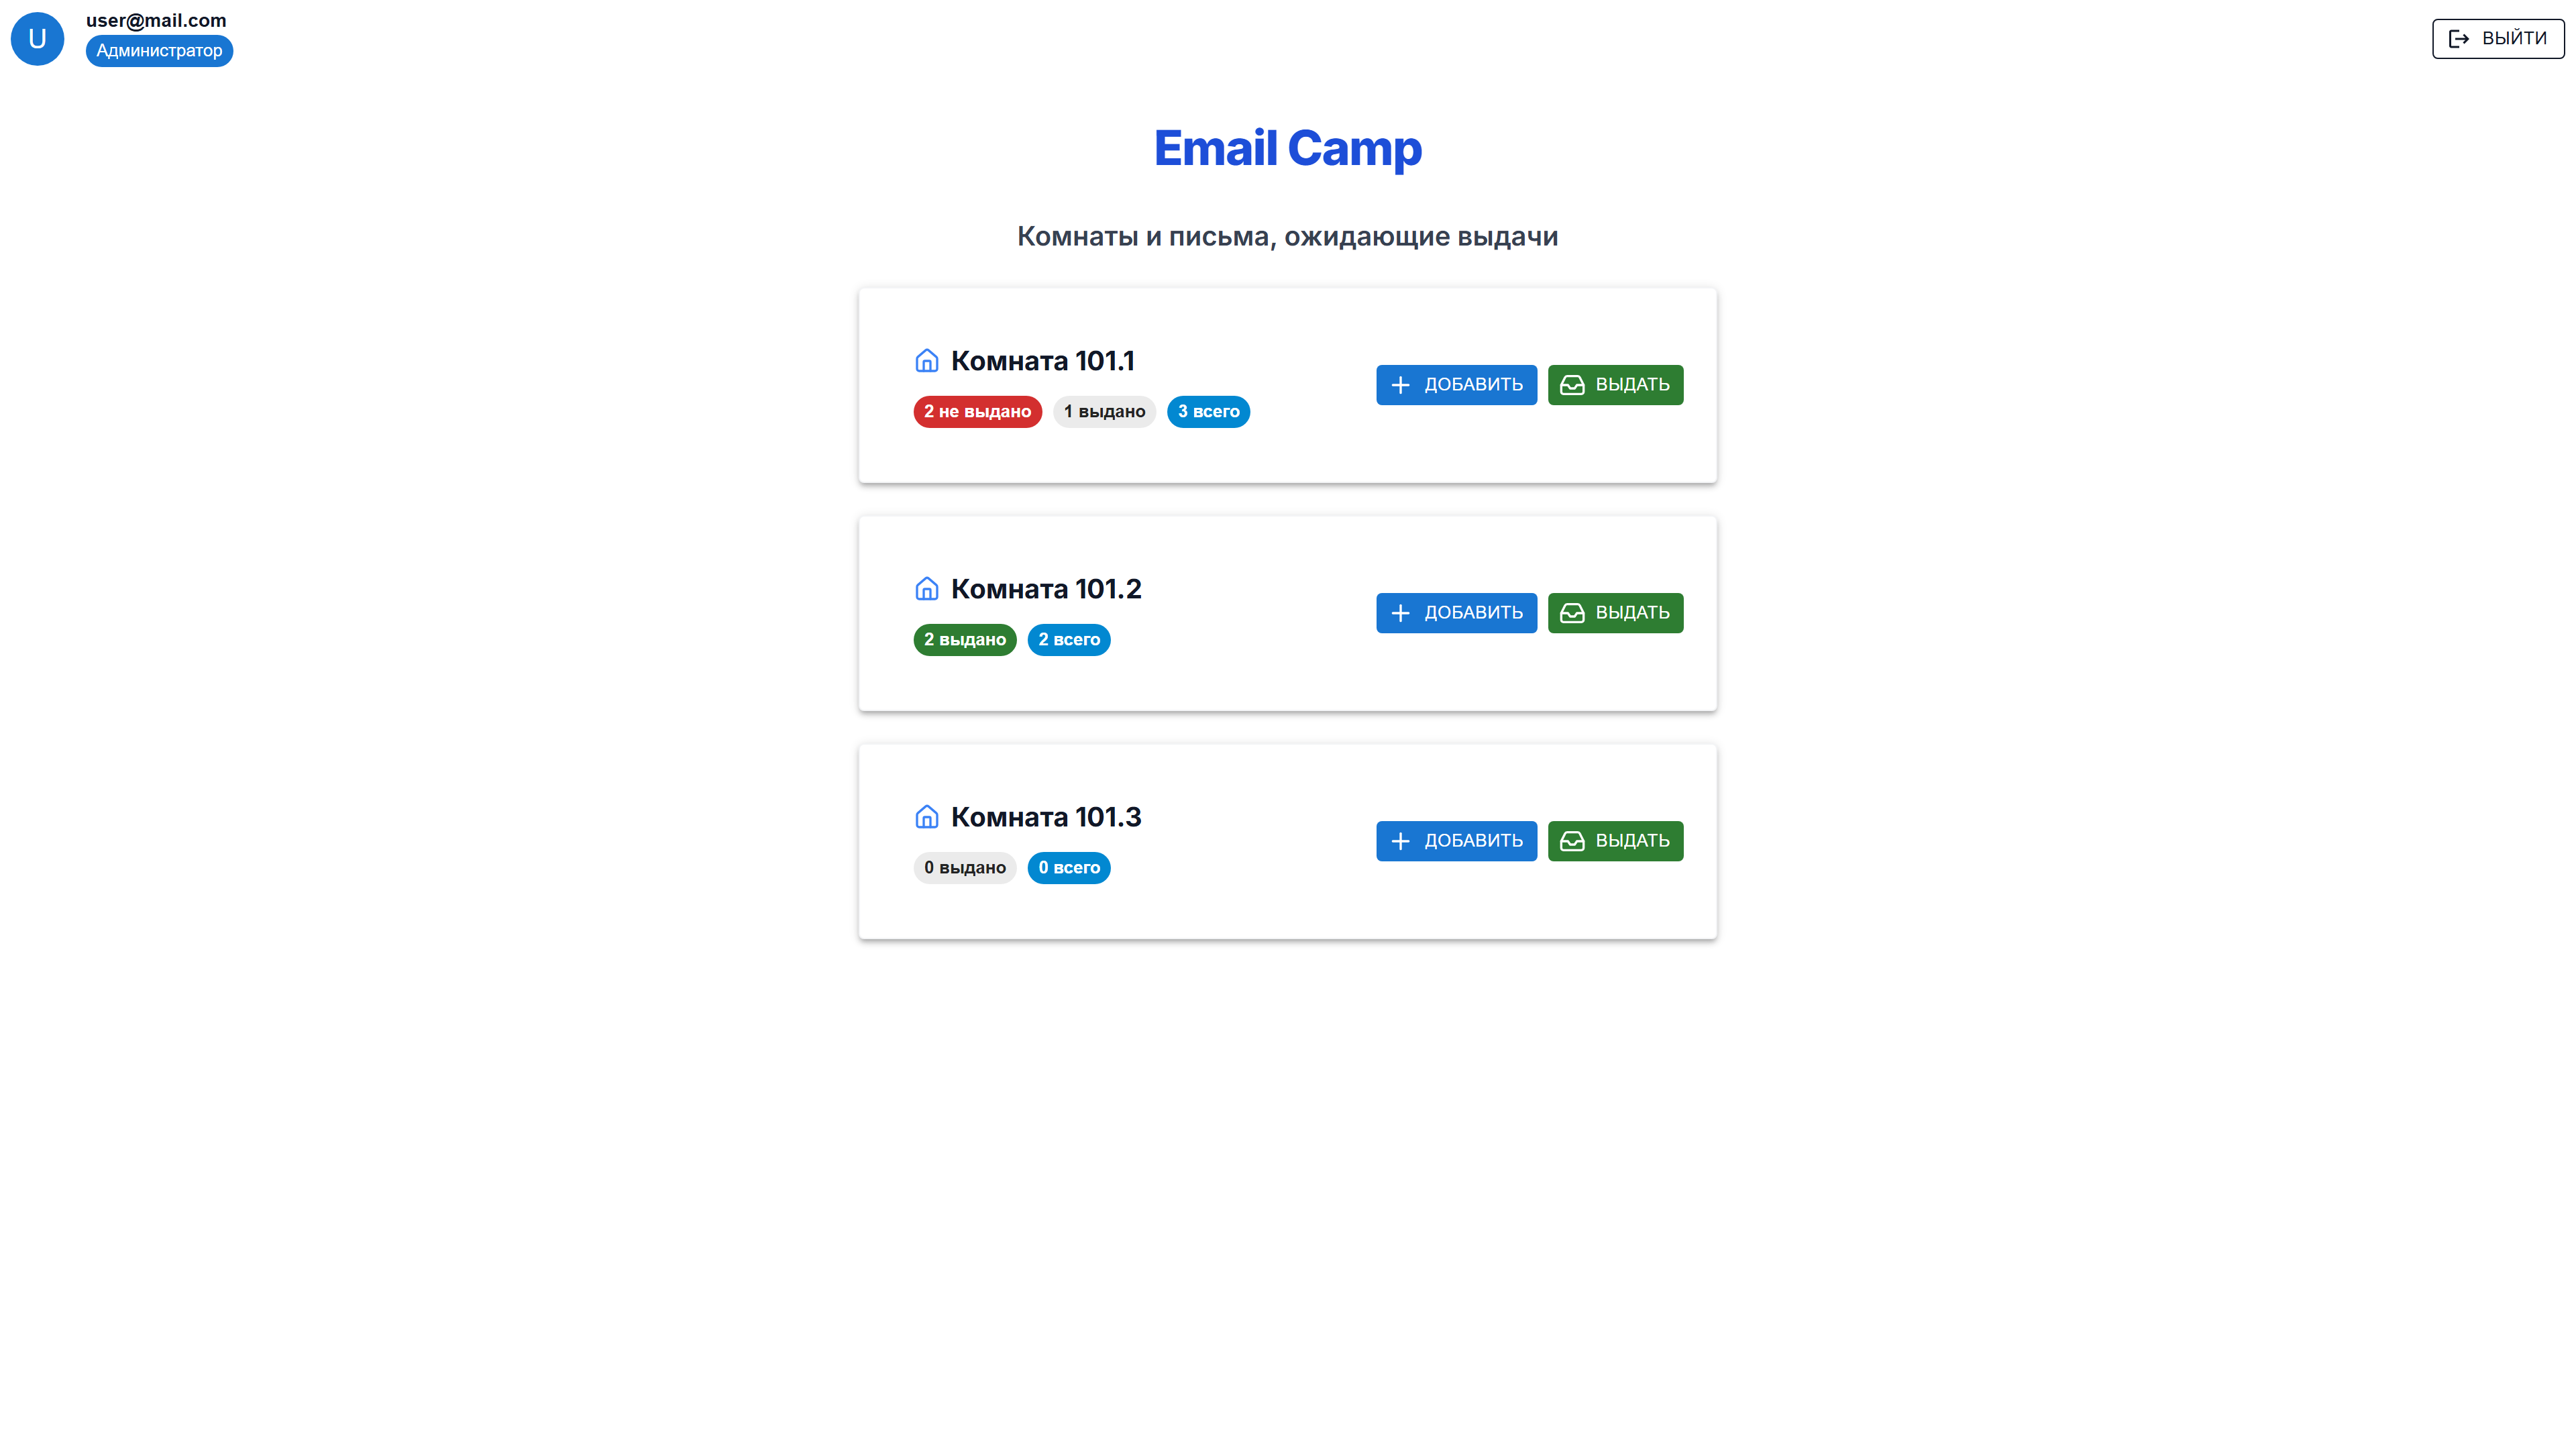 U
user@mail.com
Администратор
ВЫЙТИ
Email Camp
Комнаты и письма, ожидающие выдачи
Комната 101.1
2 не выдано 1 выдано 3 всего
ДОБАВИТЬ ВЫДАТЬ
Комната 101.2
2 выдано 2 всего
ДОБАВИТЬ ВЫДАТЬ
Комната 101.3
0 выдано 0 всего
ДОБАВИТЬ ВЫДАТЬ